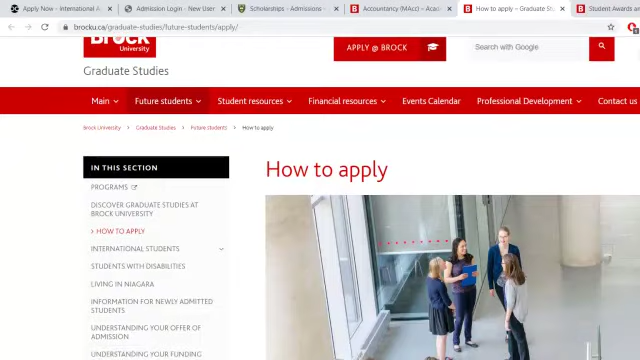 Apply Now - International A
Admission Login - New User
Scholarships - Admissions -
Accountancy (MAcc) – Acade
How to apply – Graduate Stu
Student Awards an
brocku.ca/graduate-studies/future-students/apply/
Brock
University
APPLY @ BROCK
Search with Google
Graduate Studies
Main
Future students
Student resources
Financial resources
Events Calendar
Professional Development
Contact us
Brock University > Graduate Studies > Future students > How to apply
IN THIS SECTION
How to apply
PROGRAMS
DISCOVER GRADUATE STUDIES AT
BROCK UNIVERSITY
> HOW TO APPLY
INTERNATIONAL STUDENTS
STUDENTS WITH DISABILITIES
LIVING IN NIAGARA
INFORMATION FOR NEWLY ADMITTED
STUDENTS
UNDERSTANDING YOUR OFFER OF
ADMISSION
UNDERSTANDING YOUR FUNDING